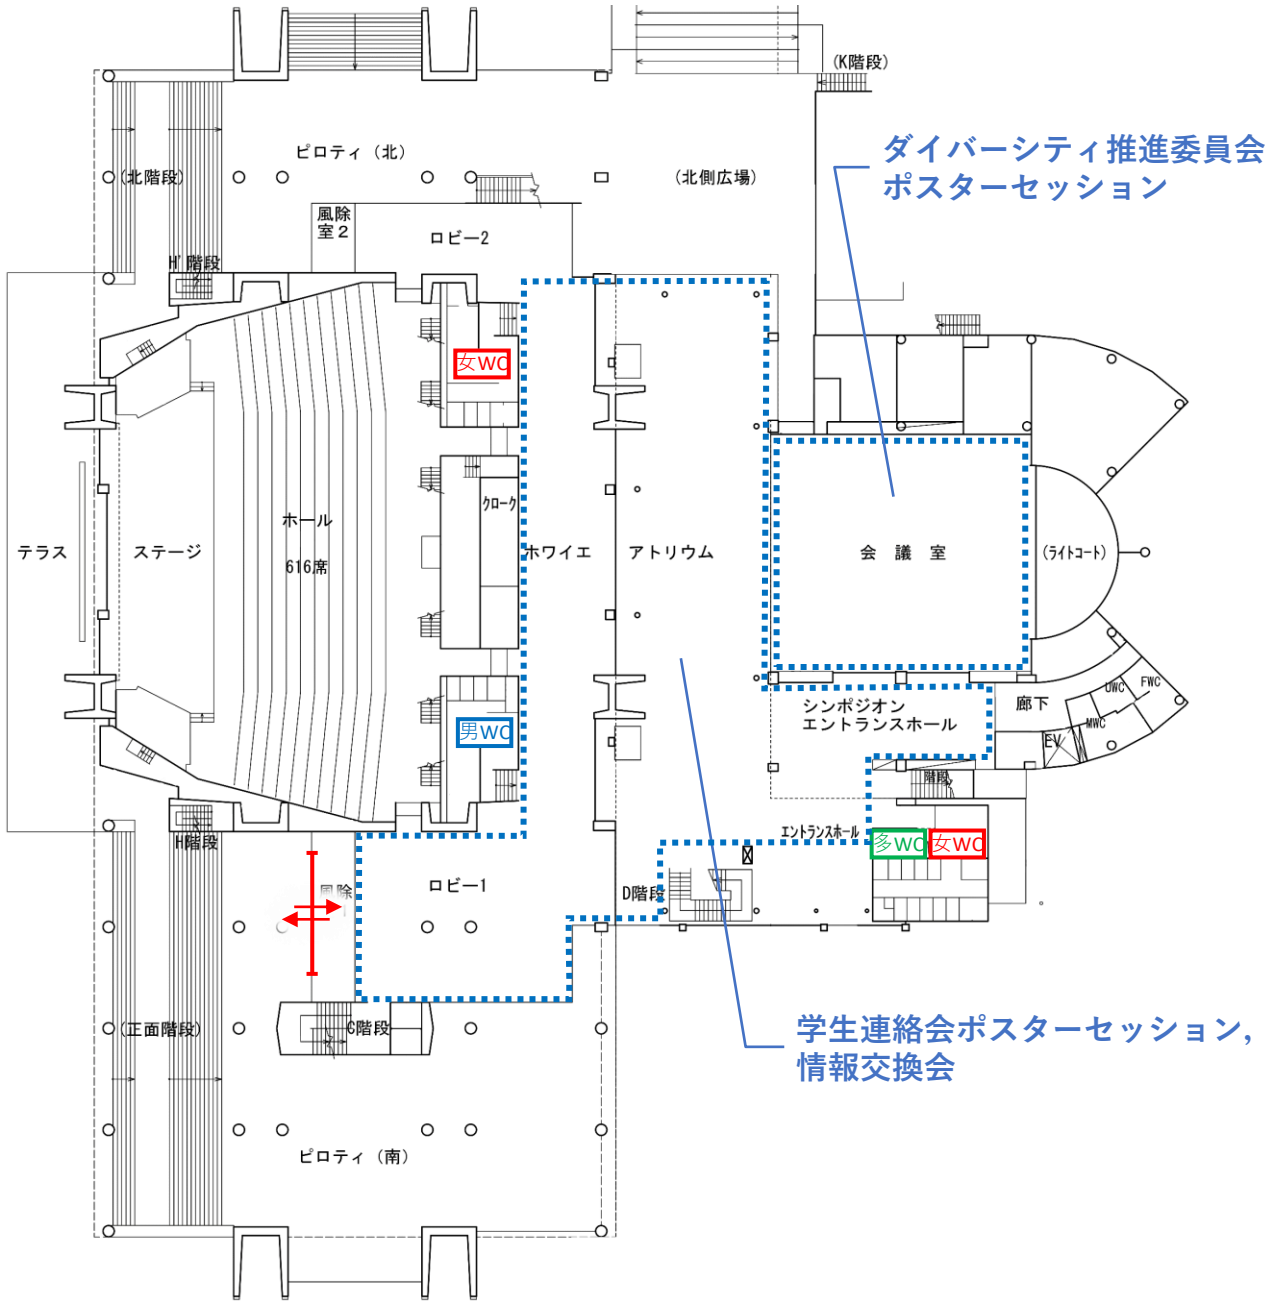 (K階段)
ダイバーシティ推進委員会
ポスターセッション
ピロティ（北）
(北階段)
(北側広場)
風除
室２
ロビー2
H'階段
女WC
クローク
ホール
616席
テラス
ステージ
ホワイエ
アトリウム
会 議 室
(ライトコート)
シンポジオン
エントランスホール
廊下
UWC
FWC
MWC
EV
男WC
階段
エントランスホール
多WC
女WC
H階段
風除
ロビー1
D階段
(正面階段)
C階段
学生連絡会ポスターセッション,
情報交換会
ピロティ（南）